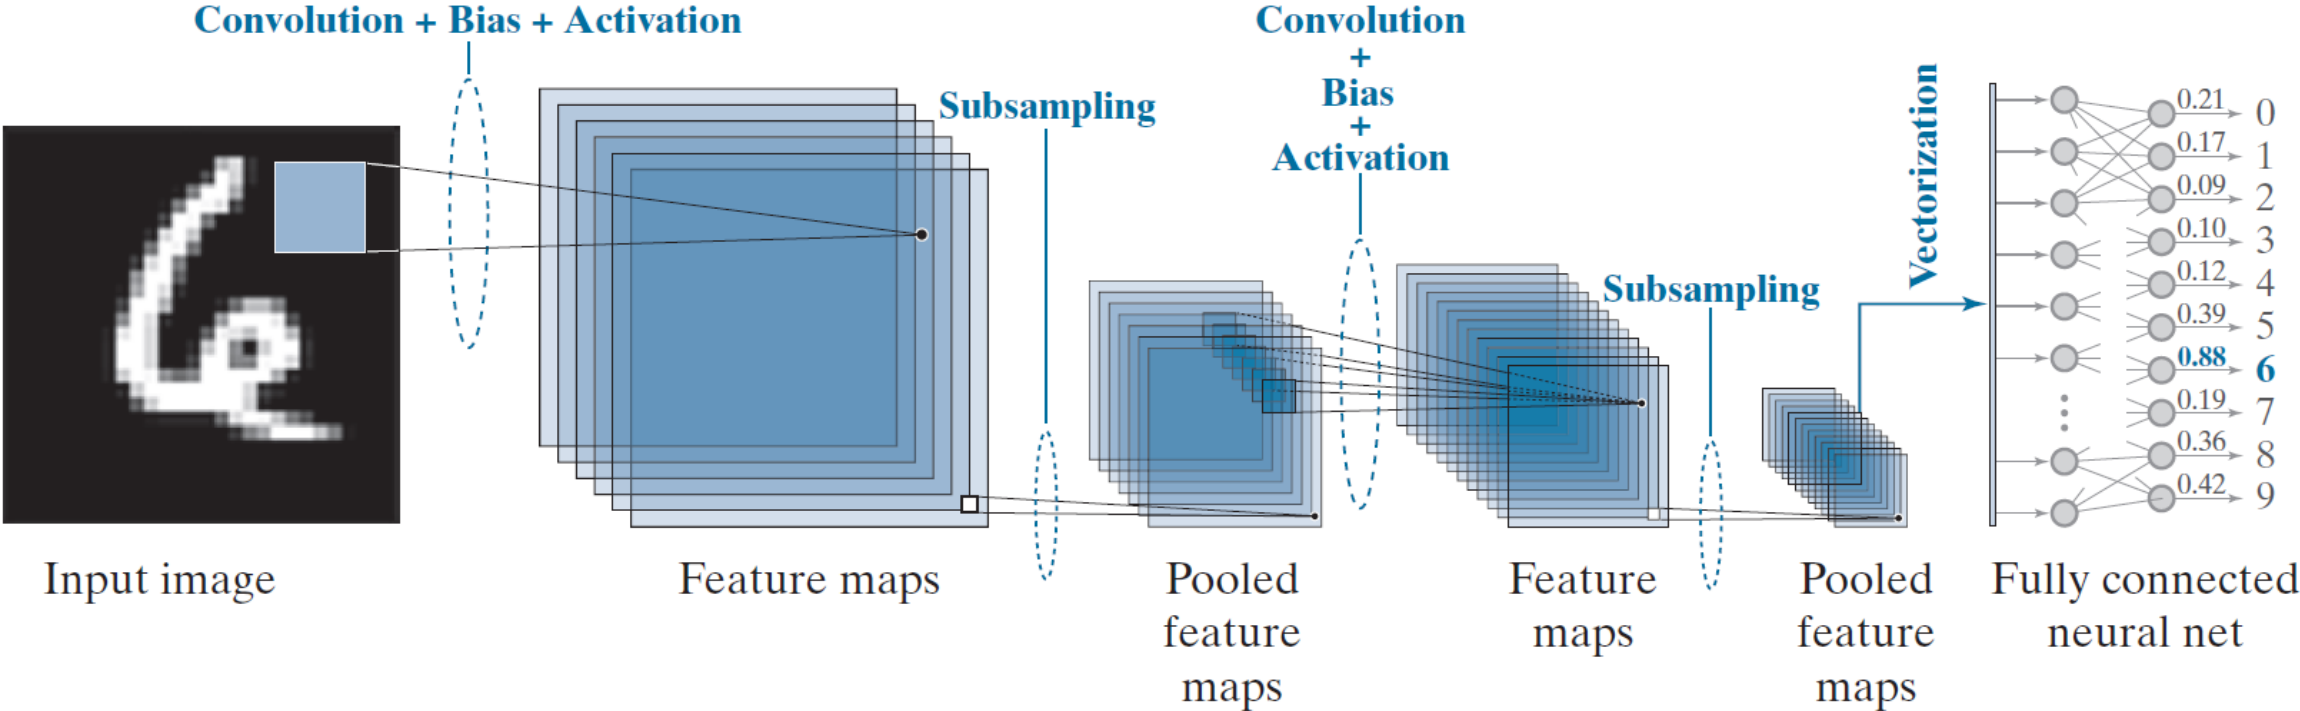 Convolution + Bias + Activation
Subsampling
Convolution
+
Bias
+
Activation
Subsampling
Vectorization
0.21 0
0.17 1
0.09 2
0.10 3
0.12 4
0.39 5
0.88 6
0.19 7
0.36 8
0.42 9
Input image
Feature maps
Pooled
feature
maps
Feature
maps
Pooled
feature
maps
Fully connected
neural net